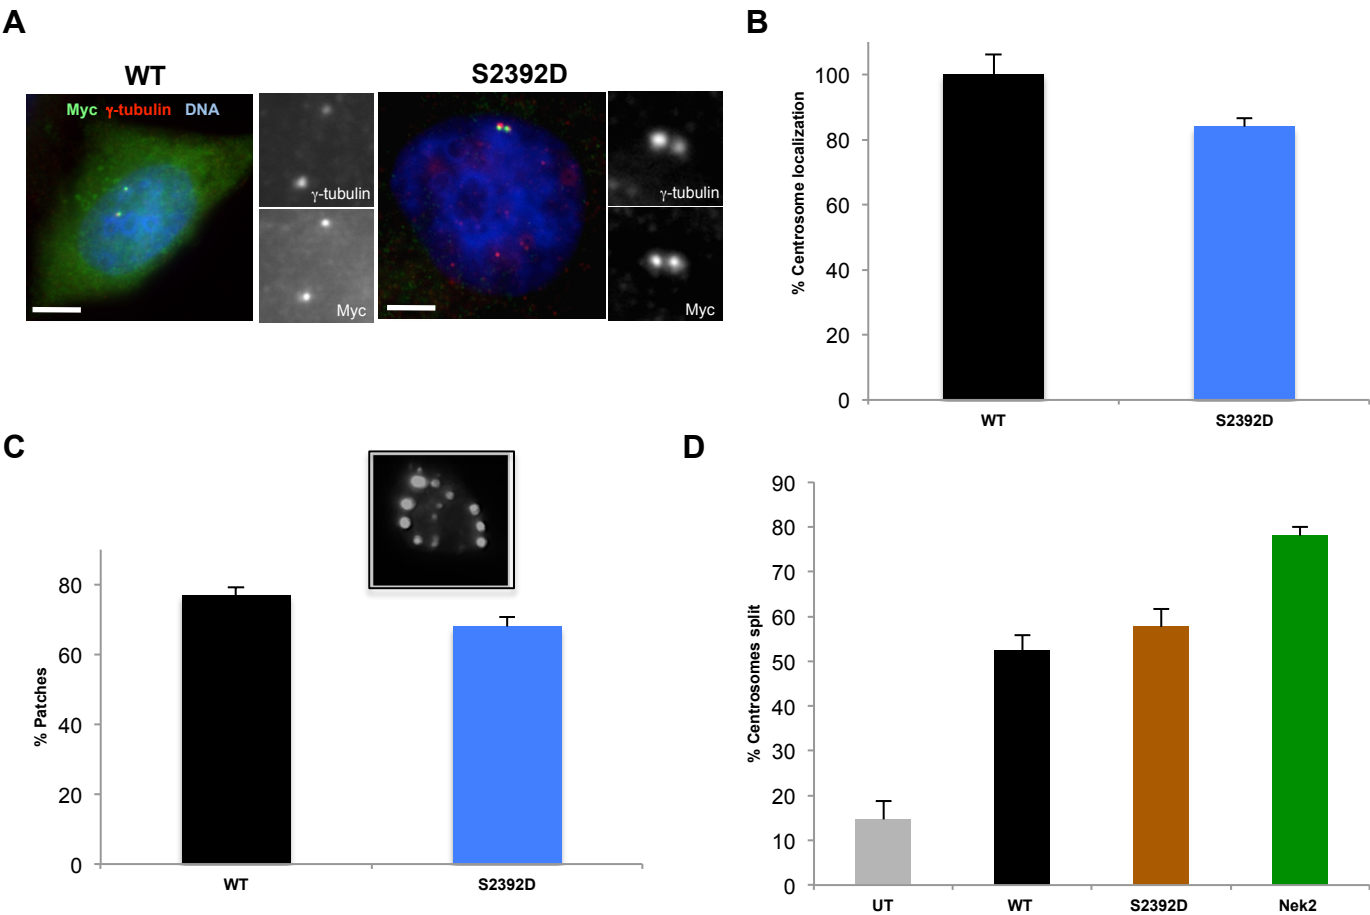 A
WT
S2392D
Myc γ-tubulin DNA
γ-tubulin
Myc
γ-tubulin
Myc
B
% Centrosome localization
100
80
60
40
20
0
WT
S2392D
C
% Patches
80
60
40
20
0
WT
S2392D
D
% Centrosomes split
90
80
70
60
50
40
30
20
10
0
UT
WT
S2392D
Nek2